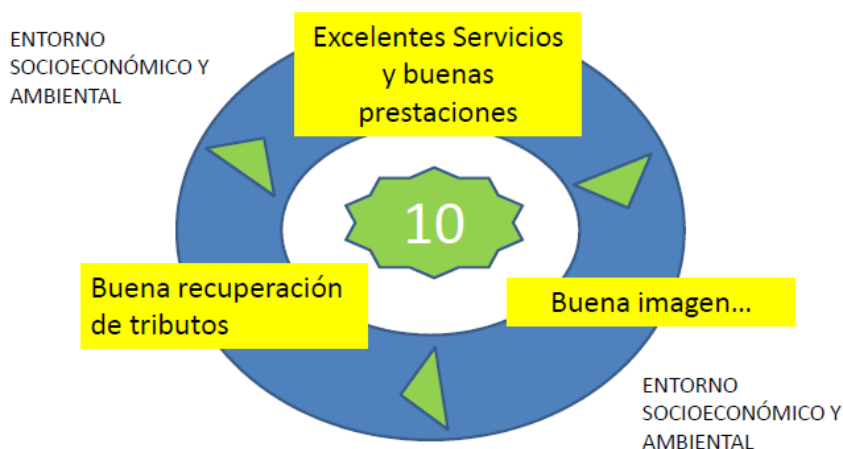 ENTORNO
SOCIOECONÓMICO Y
AMBIENTAL
Excelentes Servicios
y buenas
prestaciones
10
Buena recuperación
de tributos
Buena imagen...
ENTORNO
SOCIOECONÓMICO Y
AMBIENTAL